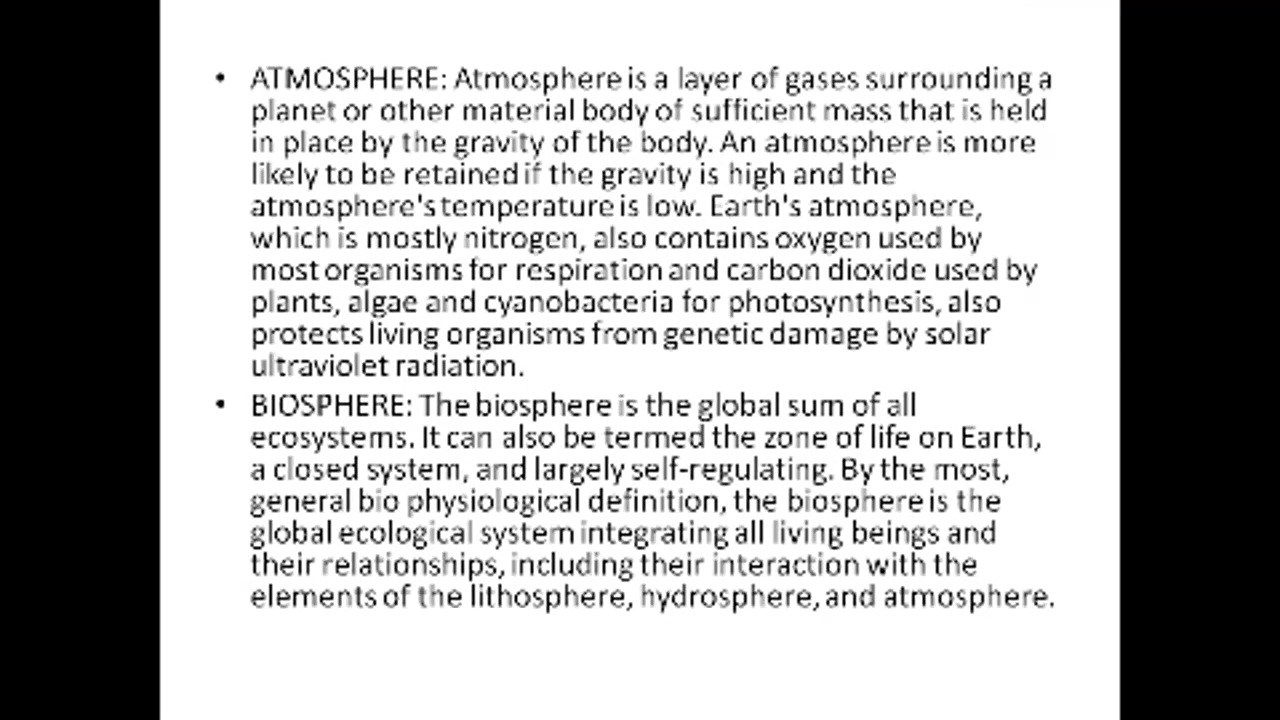 • ATMOSPHERE: Atmosphere is a layer of gases surrounding a
planet or other material body of sufficient mass that is held
in place by the gravity of the body. An atmosphere is more
likely to be retained if the gravity is high and the
atmosphere's temperature is low. Earth's atmosphere,
which is mostly nitrogen, also contains oxygen used by
most organisms for respiration and carbon dioxide used by
plants, algae and cyanobacteria for photosynthesis, also
protects living organisms from genetic damage by solar
ultraviolet radiation.
• BIOSPHERE: The biosphere is the global sum of all
ecosystems. It can also be termed the zone of life on Earth,
a closed system, and largely self-regulating. By the most,
general bio physiological definition, the biosphere is the
global ecological system integrating all living beings and
their relationships, including their interaction with the
elements of the lithosphere, hydrosphere, and atmosphere.